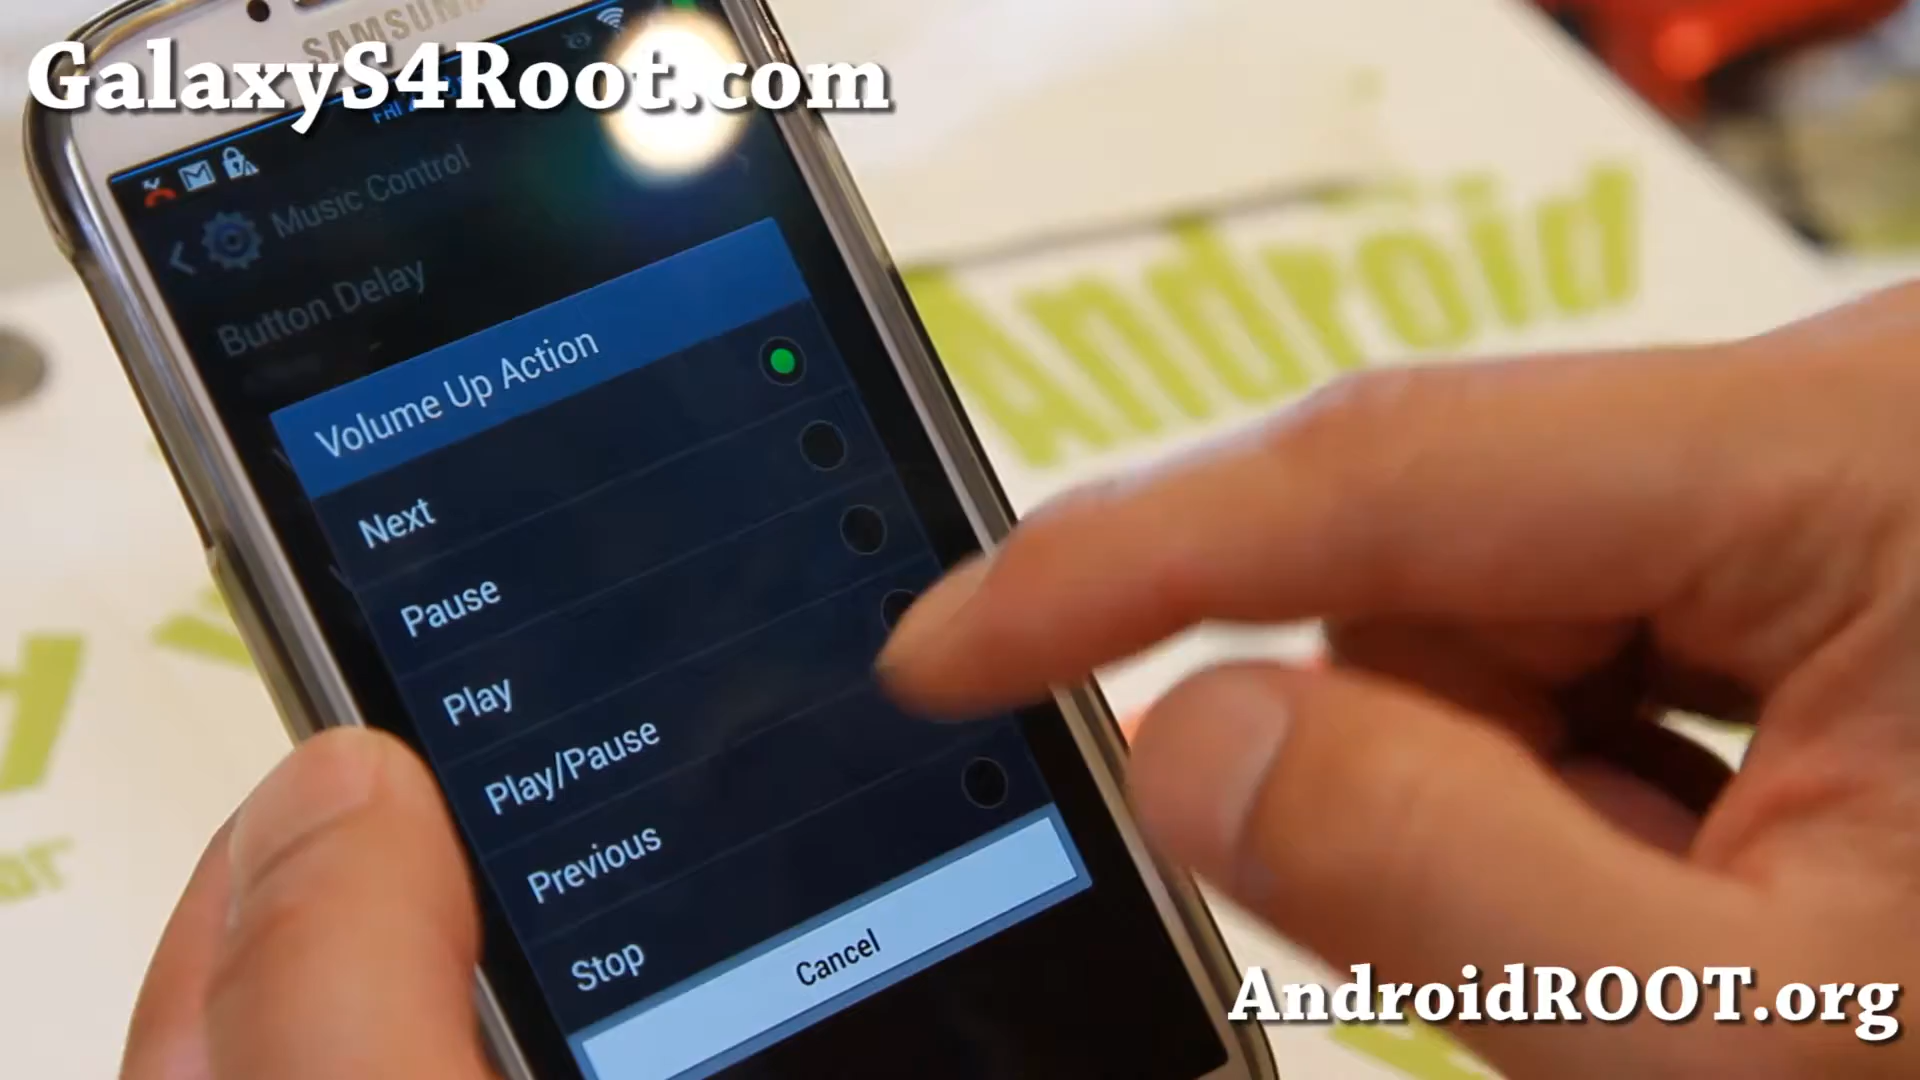 SAMSUNG
GalaxyS4Root.com
FRI
Music Control
Button Delay
Volume Up Action
Next
Pause
Play
Play/Pause
Previous
Stop
Cancel
Android
AndroidROOT.org